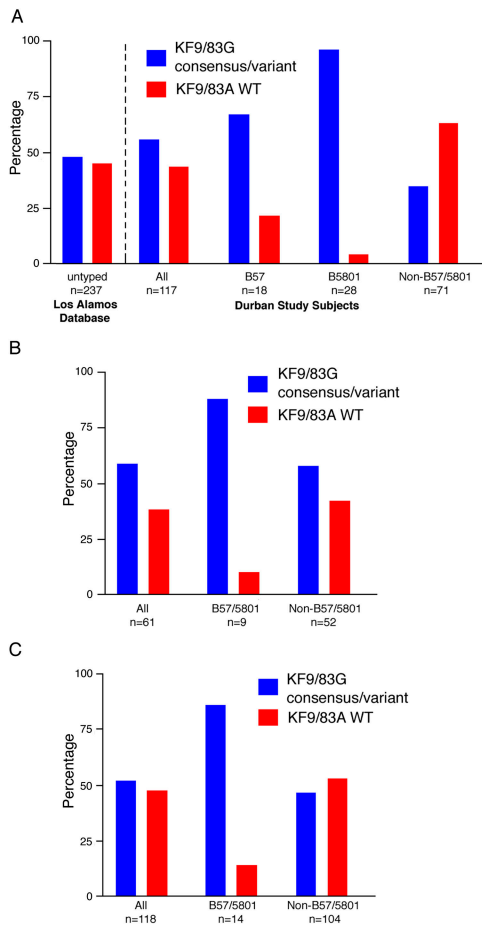 A
100
75
50
25
0
Percentage
KF9/83G
consensus/variant
KF9/83A WT
untyped All B57 B5801 Non-B57/5801
n=237 n=117 n=18 n=28 n=71
Los Alamos Durban Study Subjects
Database
B
100
75
50
25
0
Percentage
KF9/83G
consensus/variant
KF9/83A WT
All B57/5801 Non-B57/5801
n=61 n=9 n=52
C
100
75
50
25
0
Percentage
KF9/83G
consensus/variant
KF9/83A WT
All B57/5801 Non-B57/5801
n=118 n=14 n=104